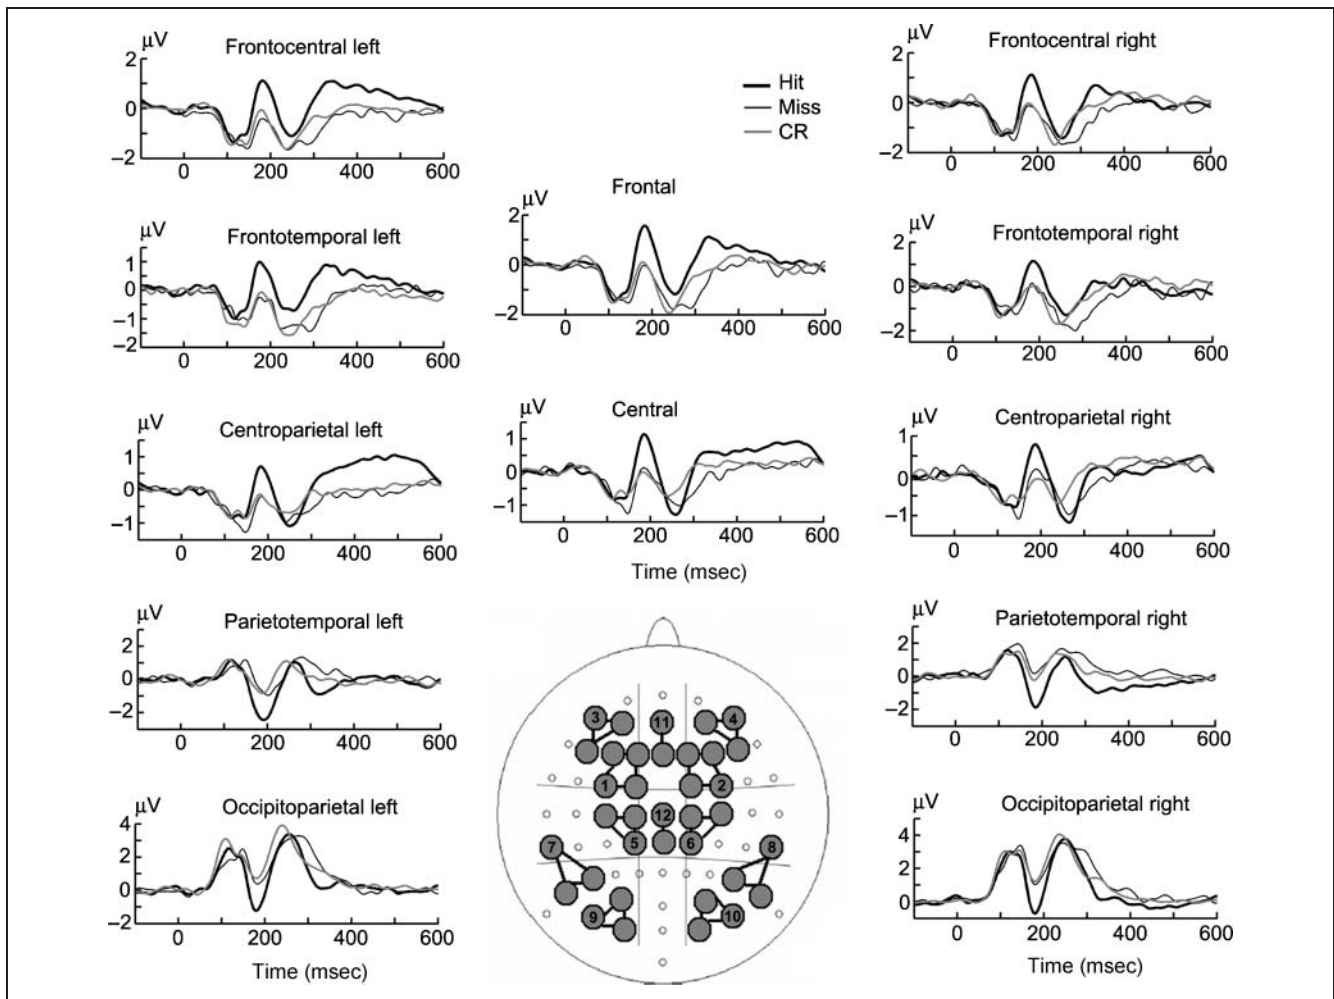 μV
Frontocentral left
2
0
−2
0 200 400 600
Hit
Miss
CR
μV
Frontocentral right
2
0
−2
0 200 400 600
μV
Frontal
2
0
−2
0 200 400 600
μV
Frontotemporal left
1
0
−1
−2
0 200 400 600
μV
Frontotemporal right
2
0
−2
0 200 400 600
μV
Centroparietal left
1
0
−1
0 200 400 600
μV
Central
1
0
−1
0 200 400 600
Time (msec)
μV
Centroparietal right
1
0
−1
0 200 400 600
μV
Parietotemporal left
2
0
−2
0 200 400 600
μV
Parietotemporal right
2
0
−2
0 200 400 600
μV
Occipitoparietal left
4
2
0
−2
0 200 400 600
Time (msec)
3 11 4
1 2
12
5 6
7 8
9 10
μV
Occipitoparietal right
4
2
0
0 200 400 600
Time (msec)